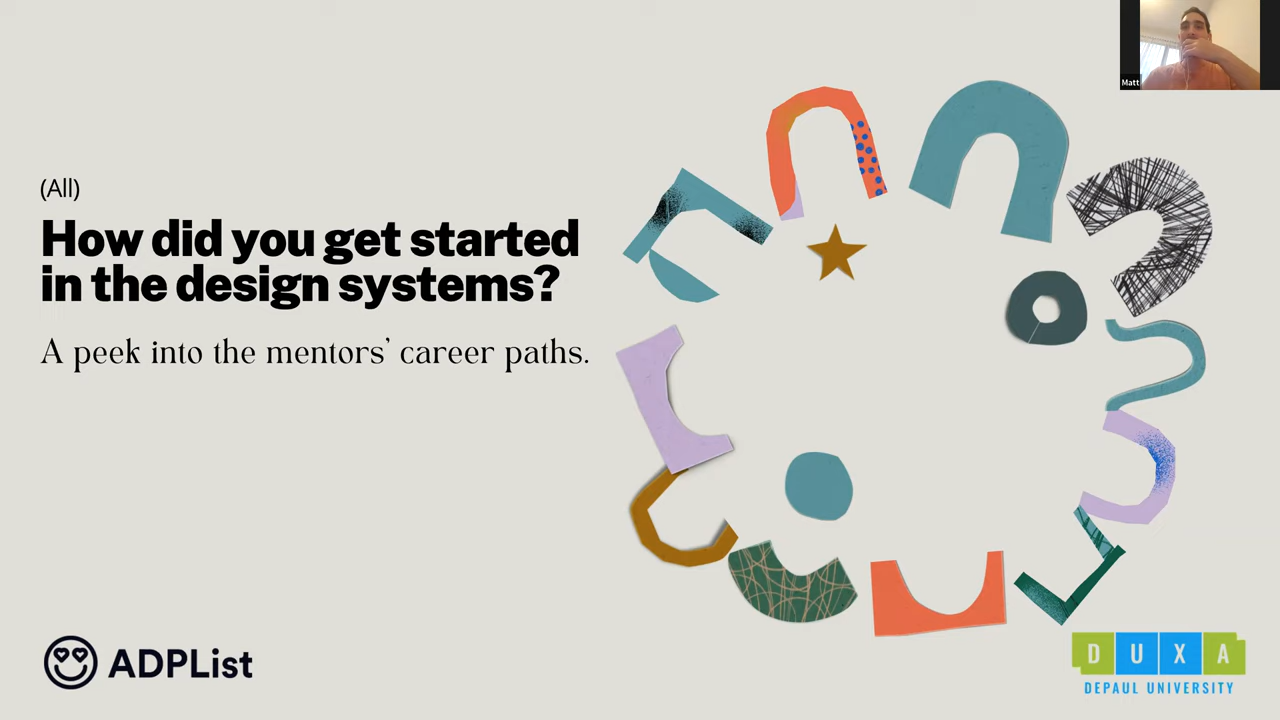 Matt
(All)
How did you get started
in the design systems?
A peek into the mentors' career paths.
ADPList
DUXA
DEPAUL UNIVERSITY